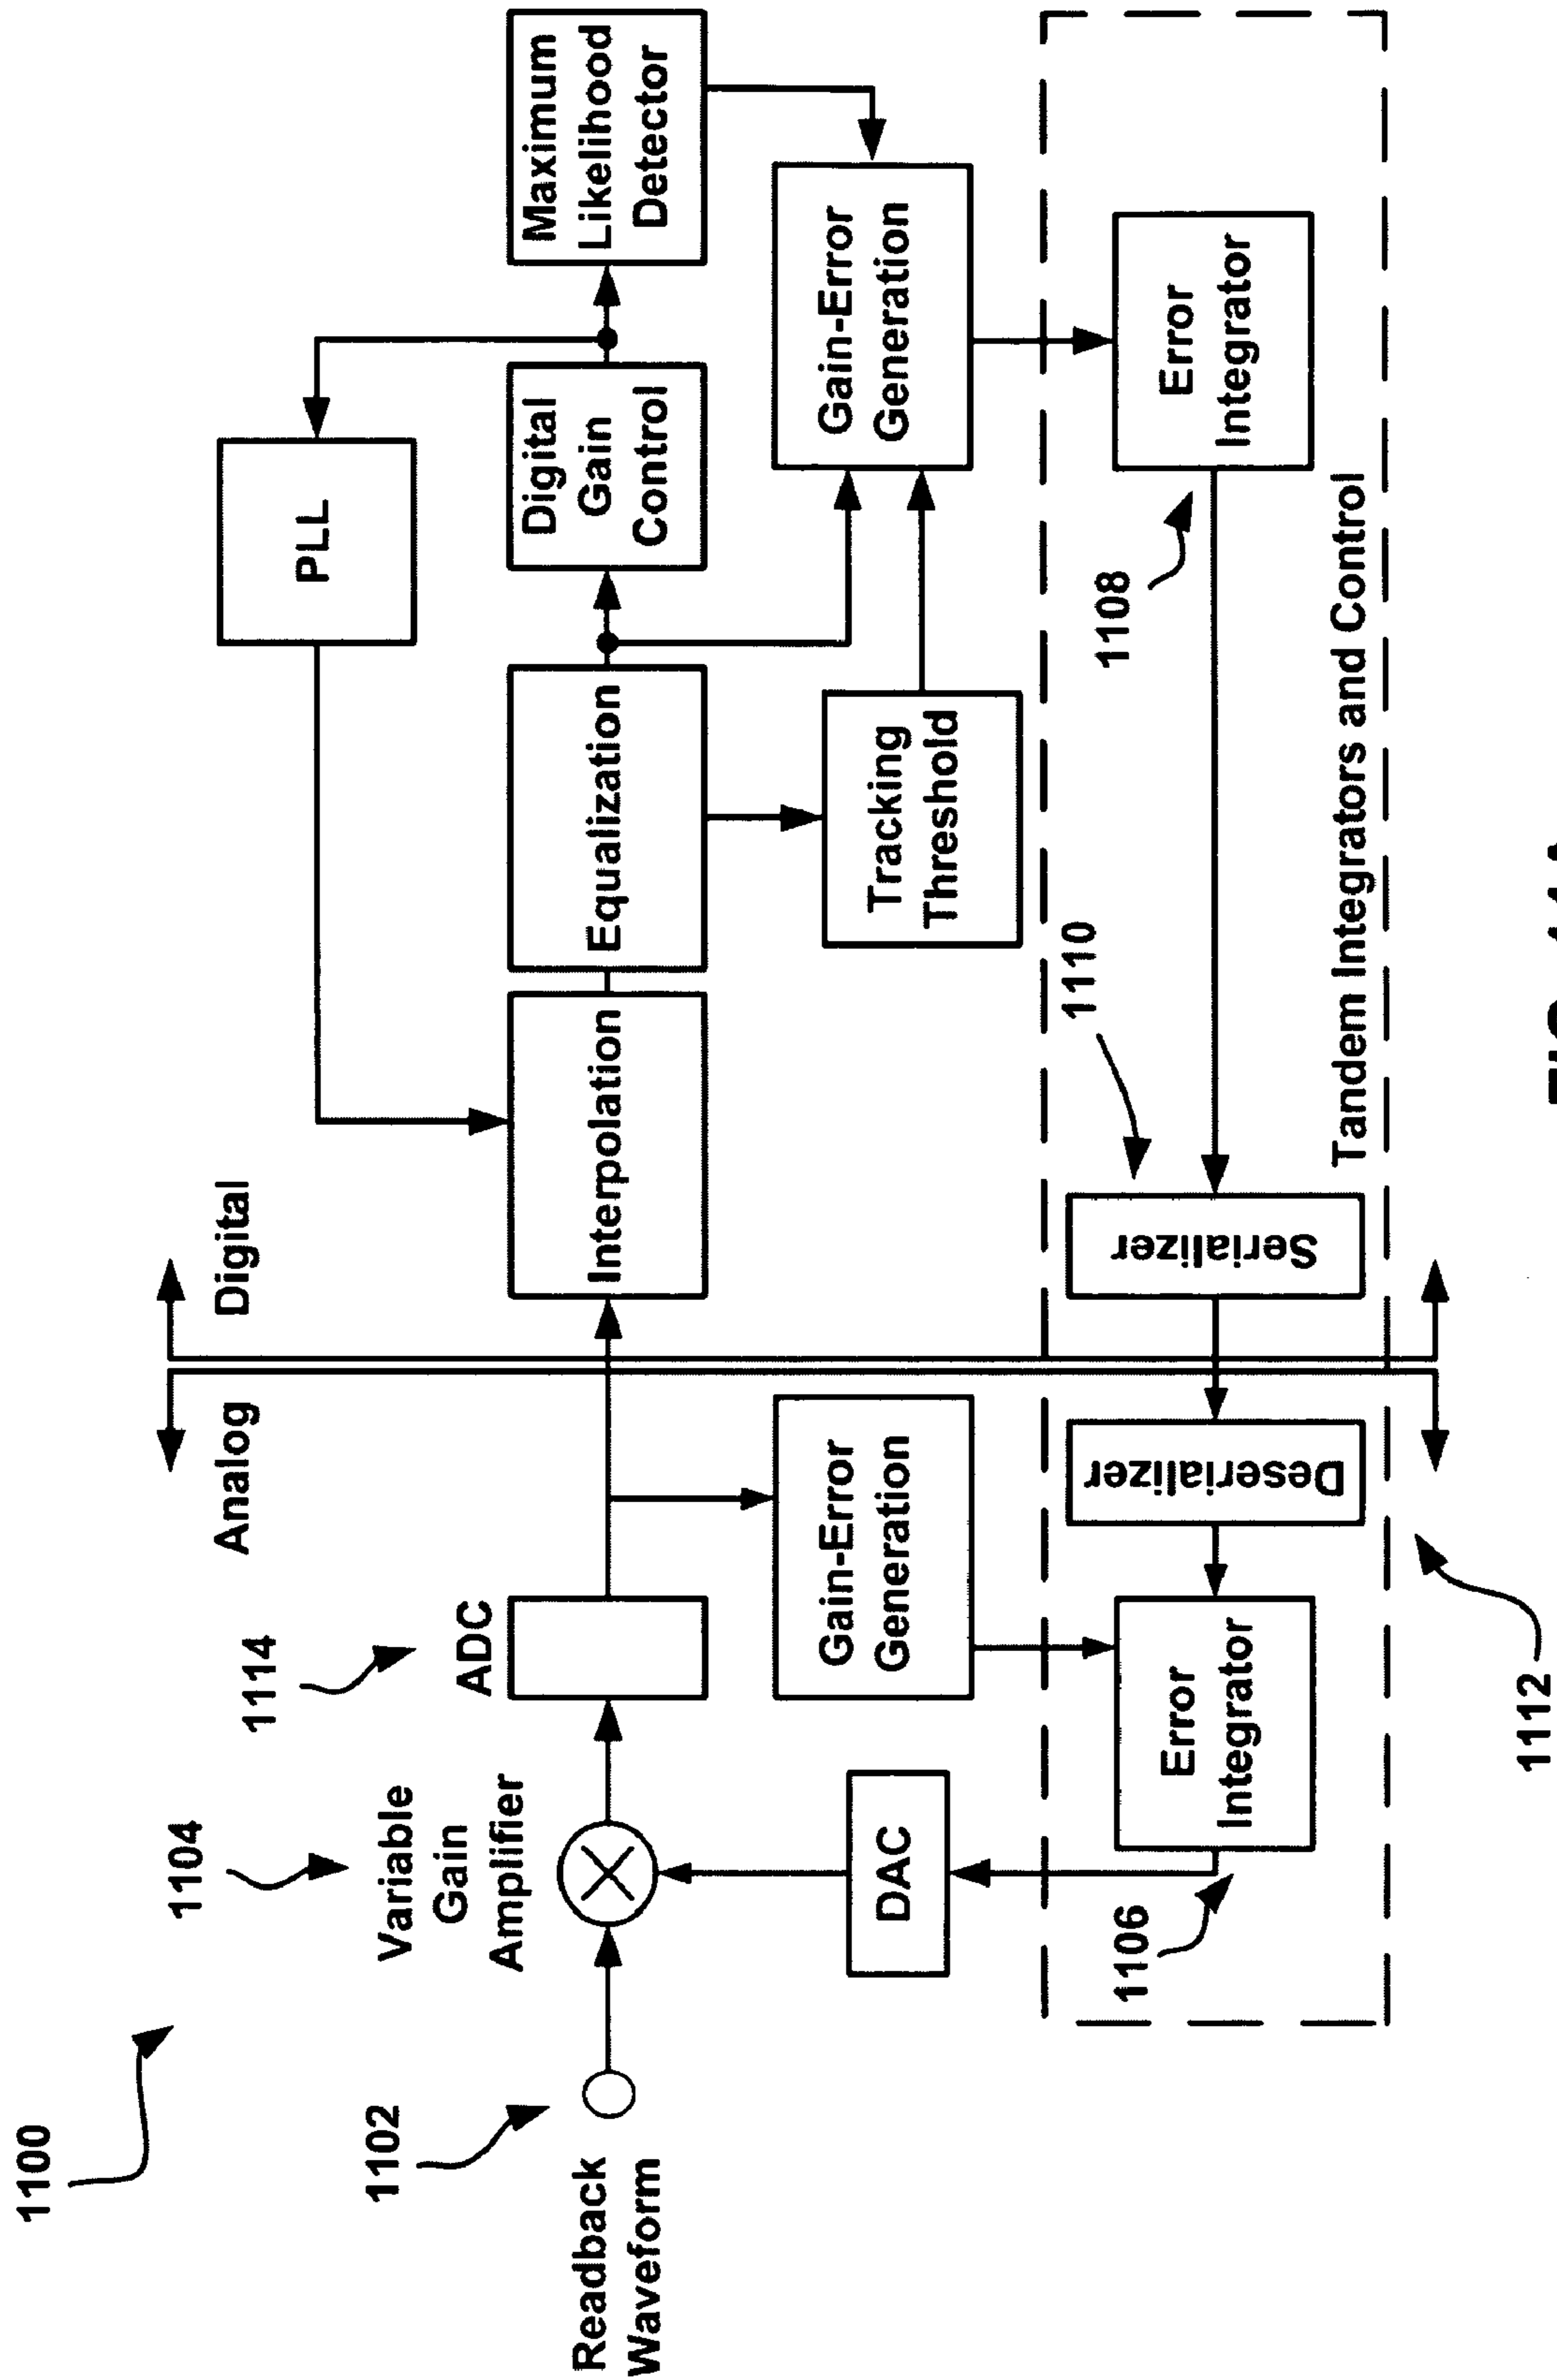 1100
1104
1114
Analog
Digital
PLL
1102
Variable
Gain
Amplifier
ADC
Readback
Waveform
Interpolation
Equalization
Digital
Gain
Control
Maximum
Likelihood
Detector
DAC
Gain-Error
Generation
Tracking
Threshold
Gain-Error
Generation
1106
Error
Integrator
Deserializer
Serializer
1110
1108
Error
Integrator
Tandem Integrators and Control
1112